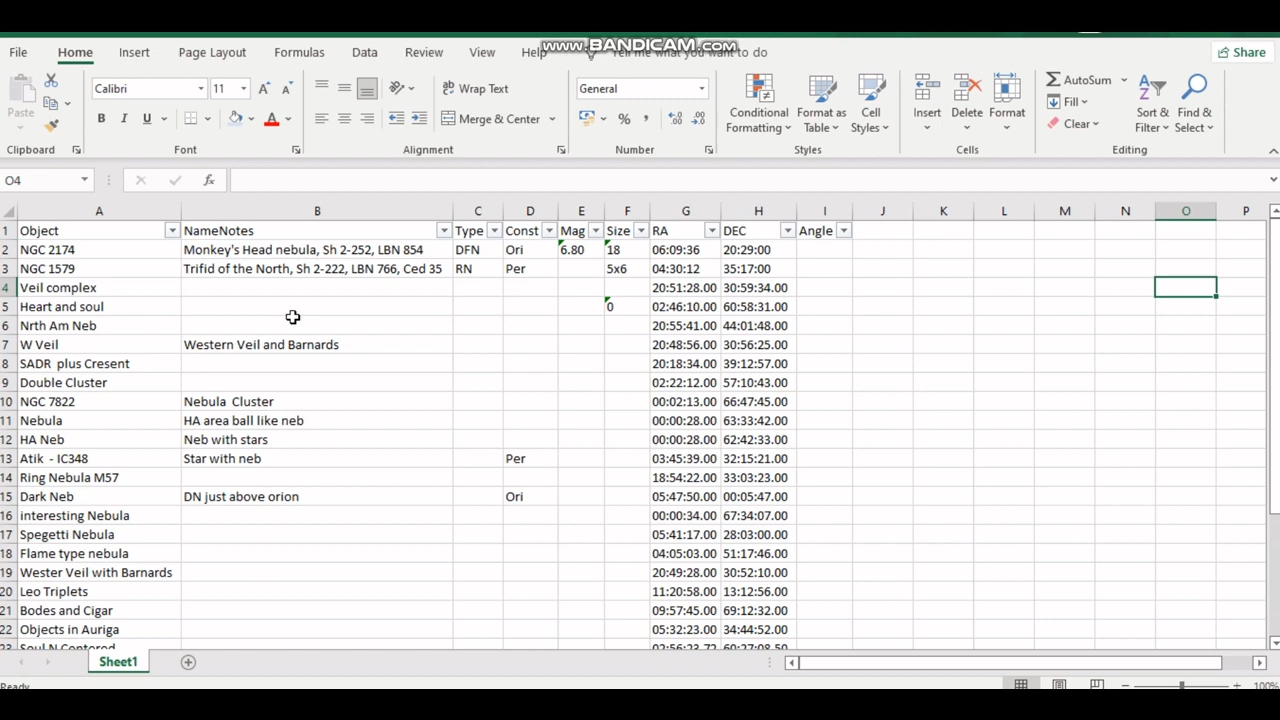 www.BANDICAM.com
File Home Insert Page Layout Formulas Data Review View Help Tell me what you want to do Share
Paste Calibri 11 Wrap Text General Conditional Formatting Format as Table Cell Styles Insert Delete Format AutoSum Sort & Filter Find & Select
B I U A Merge & Center % Fill Clear
Clipboard Font Alignment Number Styles Cells Editing
O4 fx
A B C D E F G H I J K L M N O P
1 Object NameNotes Type Const Mag Size RA DEC Angle
2 NGC 2174 Monkey's Head nebula, Sh 2-252, LBN 854 DFN Ori 6.80 18 06:09:36 20:29:00
3 NGC 1579 Trifid of the North, Sh 2-222, LBN 766, Ced 35 RN Per 5x6 04:30:12 35:17:00
4 Veil complex 20:51:28.00 30:59:34.00
5 Heart and soul 0 02:46:10.00 60:58:31.00
6 Nrth Am Neb 20:55:41.00 44:01:48.00
7 W Veil Western Veil and Barnards 20:48:56.00 30:56:25.00
8 SADR plus Cresent 20:18:34.00 39:12:57.00
9 Double Cluster 02:22:12.00 57:10:43.00
10 NGC 7822 Nebula Cluster 00:02:13.00 66:47:45.00
11 Nebula HA area ball like neb 00:00:28.00 63:33:42.00
12 HA Neb Neb with stars 00:00:28.00 62:42:33.00
13 Atik - IC348 Star with neb Per 03:45:39.00 32:15:21.00
14 Ring Nebula M57 18:54:22.00 33:03:23.00
15 Dark Neb DN just above orion Ori 05:47:50.00 00:05:47.00
16 interesting Nebula 00:00:34.00 67:34:07.00
17 Spegetti Nebula 05:41:17.00 28:03:00.00
18 Flame type nebula 04:05:03.00 51:17:46.00
19 Wester Veil with Barnards 20:49:28.00 30:52:10.00
20 Leo Triplets 11:20:58.00 13:12:56.00
21 Bodes and Cigar 09:57:45.00 69:12:32.00
22 Objects in Auriga 05:32:23.00 34:44:52.00
23 Soul N Centered 02:56:23.72 60:27:08.50
Sheet1
Ready 100%